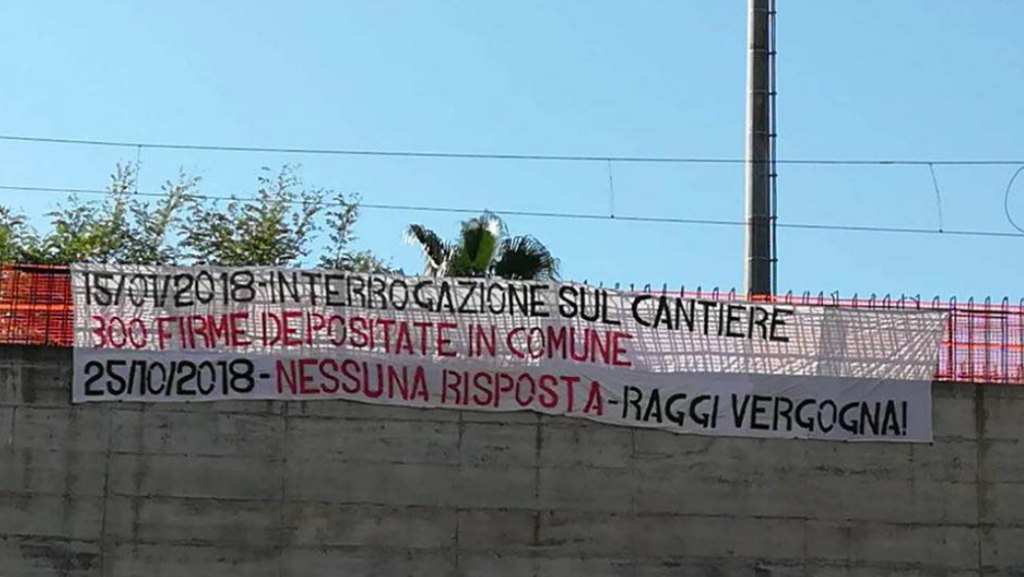 15/01/2018-INTERROGAZIONE SUL CANTIERE
300 FIRME DEPOSITATE IN COMUNE
25/10/2018-NESSUNA RISPOSTA-RAGGI VERGOGNA!